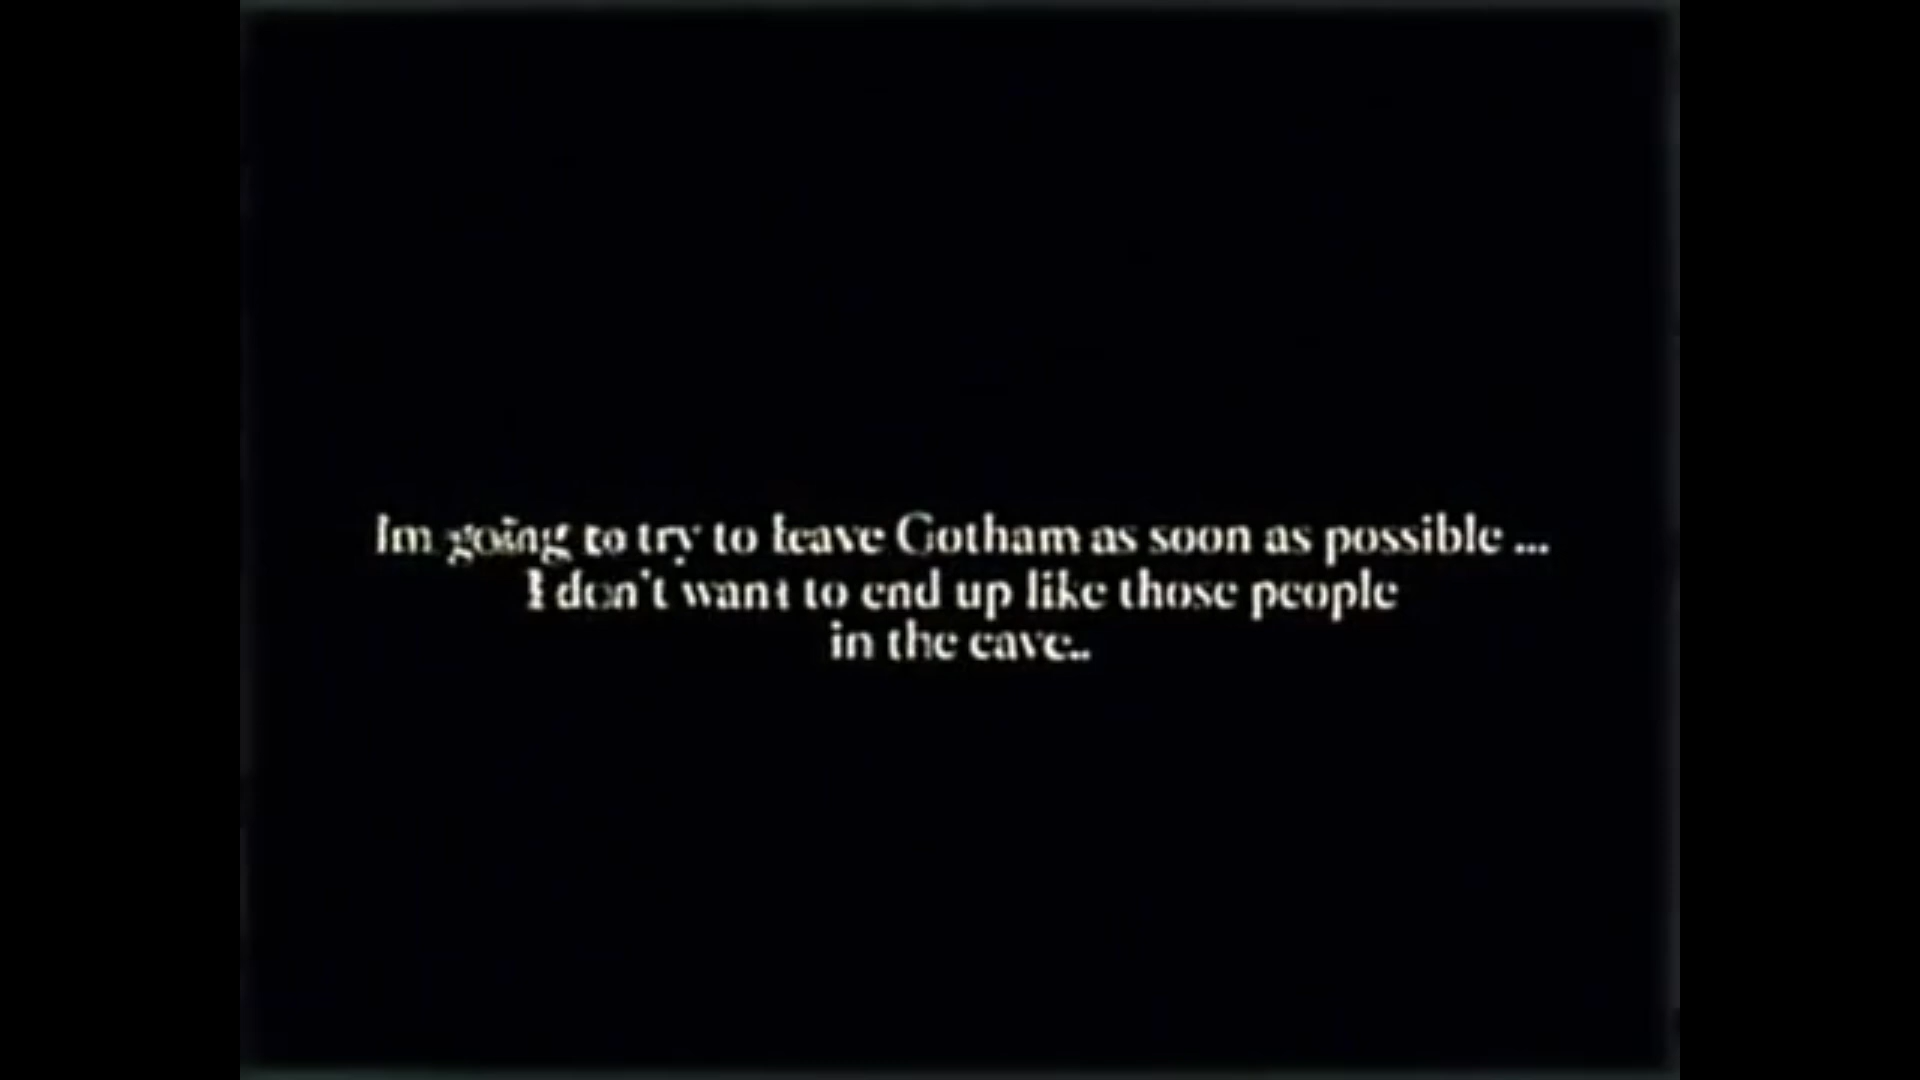 Im going to try to leave Gotham as soon as possible ...
I don't want to end up like those people
in the cave..